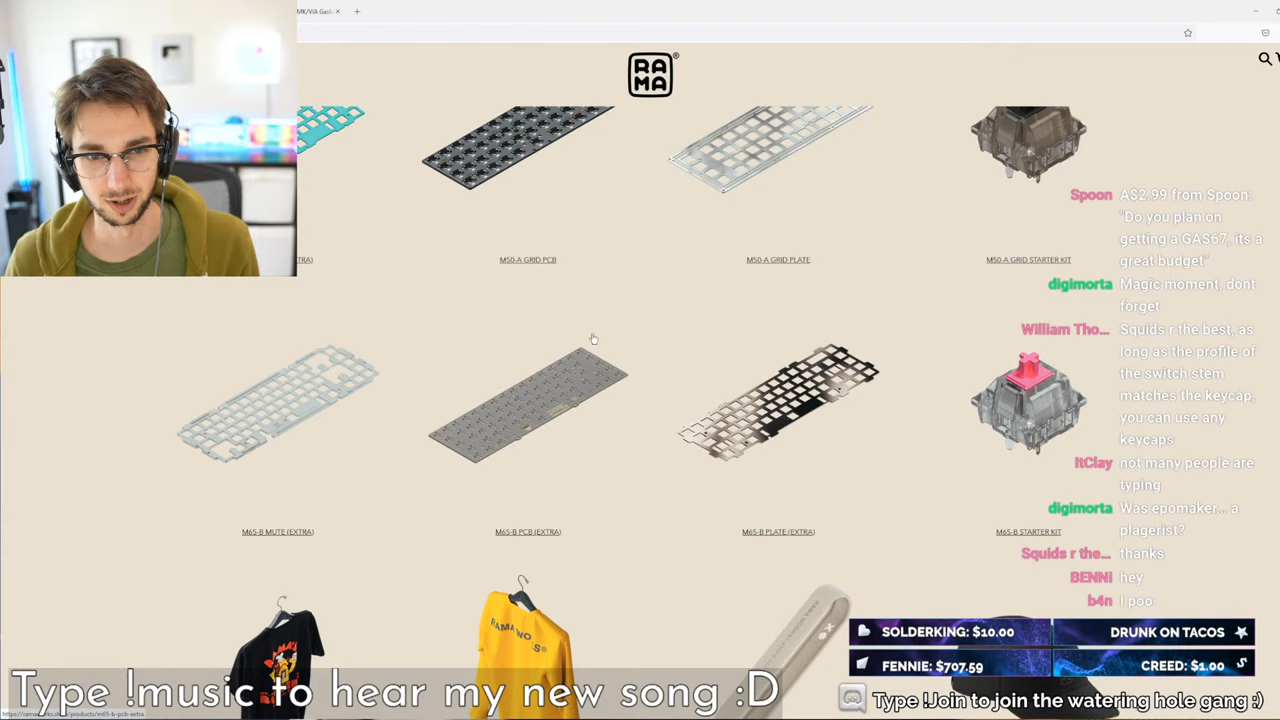 MK/VIA Gas
RA
MA
®
TRA)
M50-A GRID PCB
M50-A GRID PLATE
M50-A GRID STARTER KIT
M65-B MUTE (EXTRA)
M65-B PCB (EXTRA)
M65-B PLATE (EXTRA)
M65-B STARTER KIT
Spoon A$2.99 from Spoon:
"Do you plan on
getting a GAS67, its a
great budget"
digimorta Magic moment, dont
forget
William Tho... Squids r the best, as
long as the profile of
the switch stem
matches the keycap,
you can use any
keycaps
ItClay not many people are
typing
digimorta Was epomaker... a
plagerist?
Squids r the... thanks
BENNi hey
b4n I poo
SOLDERKING: $10.00
DRUNK ON TACOS
FENNIE: $707.59
CREED: $1.00
Type !music to hear my new song :D
Type !Join to join the watering hole gang :)